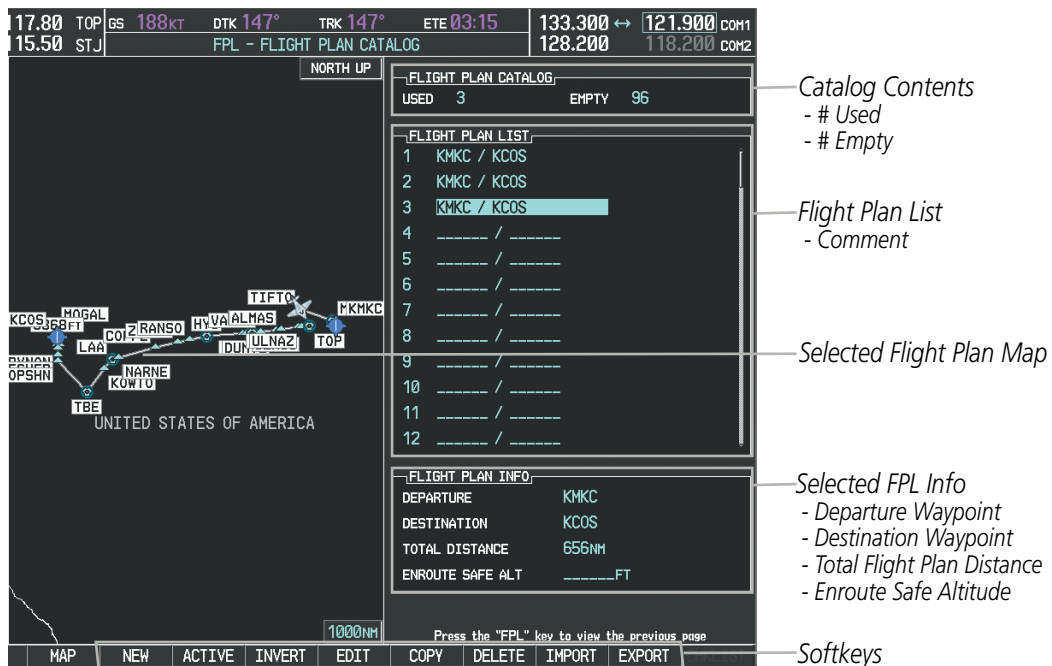 117.80 TOP GS 188KT DTK 147° TRK 147° ETE 03:15 133.300 ↔ 121.900 COM1
115.50 STJ FPL – FLIGHT PLAN CATALOG 128.200 118.200 COM2
NORTH UP
FLIGHT PLAN CATALOG
USED 3 EMPTY 96
Catalog Contents
- # Used
- # Empty
FLIGHT PLAN LIST
1 KMKC / KCOS
2 KMKC / KCOS
3 KMKC / KCOS
4 ______ / ______
5 ______ / ______
6 ______ / ______
7 ______ / ______
8 ______ / ______
9 ______ / ______
10 ______ / ______
11 ______ / ______
12 ______ / ______
Flight Plan List
- Comment
Selected Flight Plan Map
TIFTO
MKMKC
KCOS
MOGAL
RANSO
ALMAS
LAA
ULNAZ
TOP
NARNE
KOWTO
OPSHN
TBE
UNITED STATES OF AMERICA
1000NM
FLIGHT PLAN INFO
DEPARTURE KMKC
DESTINATION KCOS
TOTAL DISTANCE 656NM
ENROUTE SAFE ALT ______FT
Selected FPL Info
- Departure Waypoint
- Destination Waypoint
- Total Flight Plan Distance
- Enroute Safe Altitude
Press the "FPL" key to view the previous page
MAP NEW ACTIVE INVERT EDIT COPY DELETE IMPORT EXPORT
Softkeys